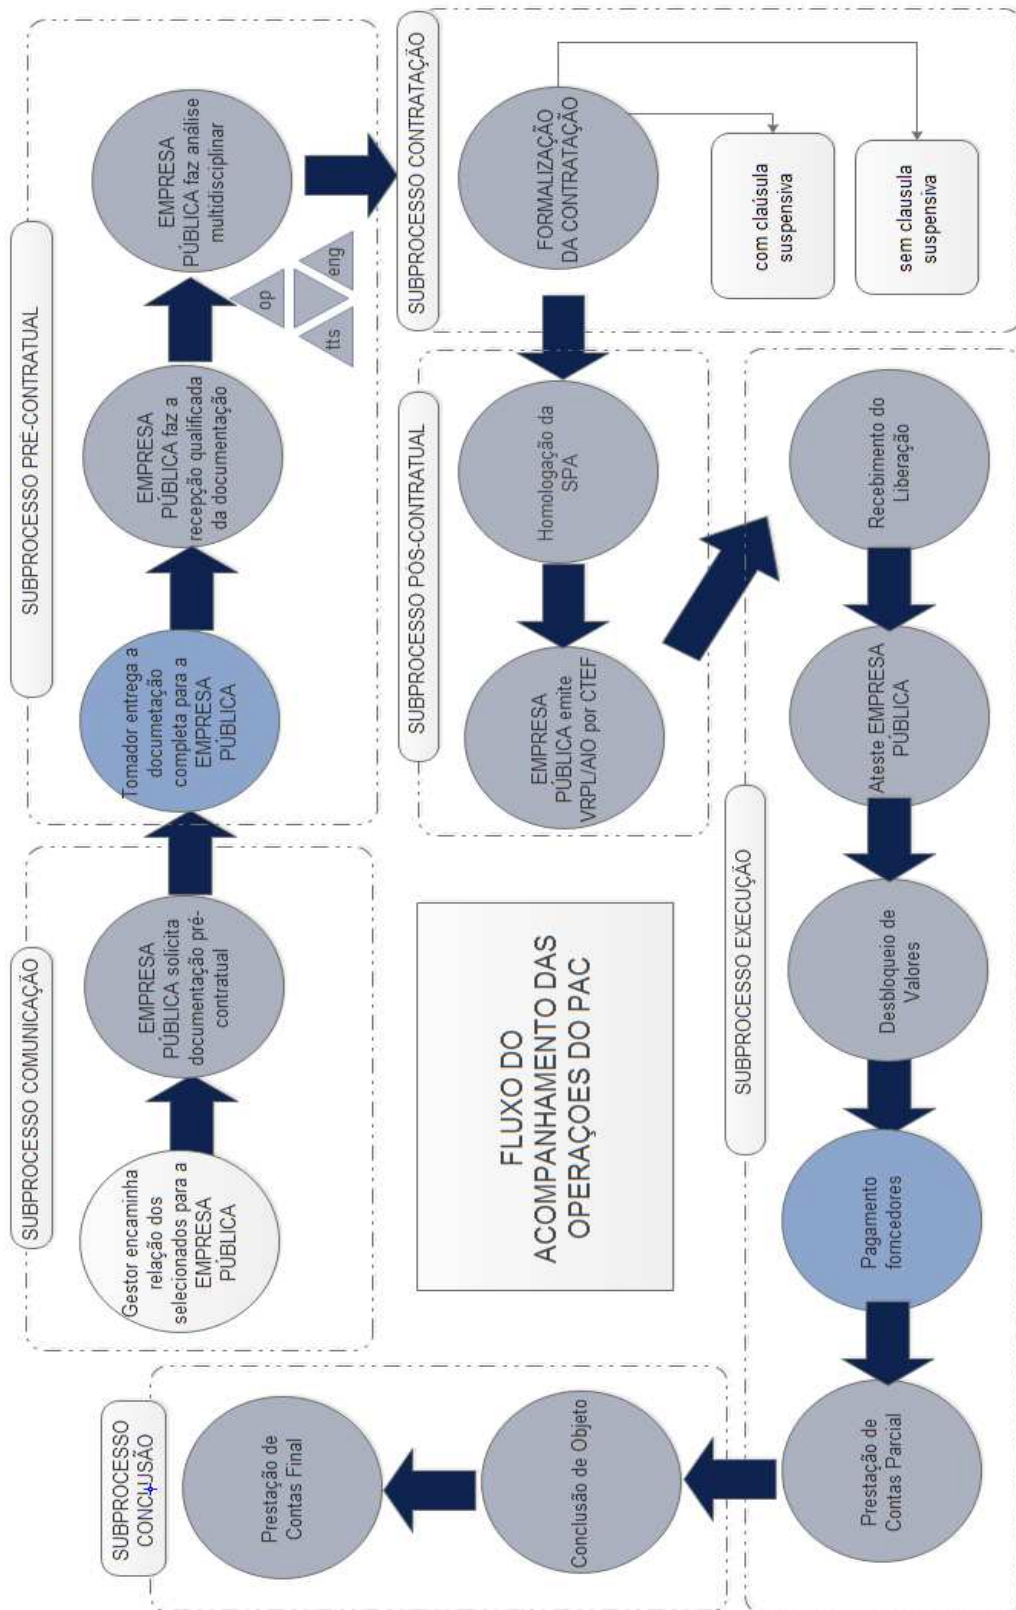 SUBPROCESSO COMUNICAÇÃO
Gestor encaminha
relação dos
selecionados para a
EMPRESA
PÚBLICA
EMPRESA
PÚBLICA solicita
documentação pré-
contratual
SUBPROCESSO PRÉ-CONTRATUAL
Tomador entrega a
documetação
completa para a
EMPRESA
PÚBLICA
EMPRESA
PÚBLICA faz a
recepção qualificada
da documentação
EMPRESA
PÚBLICA faz análise
multidisciplinar
op
tts
eng
SUBPROCESSO CONTRATAÇÃO
FORMALIZAÇÃO
DA CONTRATAÇÃO
com claúsula
suspensiva
sem clausula
suspensiva
SUBPROCESSO PÓS-CONTRATUAL
Homologação da
SPA
EMPRESA
PÚBLICA emite
VRPL/AIO por CTEF
FLUXO DO
ACOMPANHAMENTO DAS
OPERAÇOES DO PAC
SUBPROCESSO EXECUÇÃO
Recebimento do
Liberação
Ateste EMPRESA
PÚBLICA
Desbloqueio de
Valores
Pagamento
forncedores
Prestação de
Contas Parcial
SUBPROCESSO
CONCLUSÃO
Conclusão de Objeto
Prestação de
Contas Final